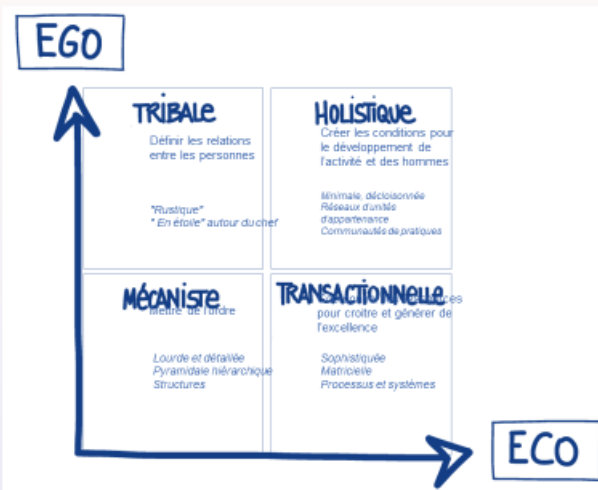 EGO
TRIBALE
Définir les relations
entre les personnes
"Rustique"
" En étoile" autour du chef
HOLISTIQUE
Créer les conditions pour
le développement de
l'activité et des hommes
Minimale, décloisonnée
Réseaux d'unités
d'appartenance
Communautés de pratiques
MÉCANISTE
Mettre de l'ordre
Lourde et détaillée
Pyramidale hiérarchique
Structures
TRANSACTIONNELLE
pour croitre et générer de
l'excellence
Sophistiquée
Matricielle
Processus et systèmes
ECO